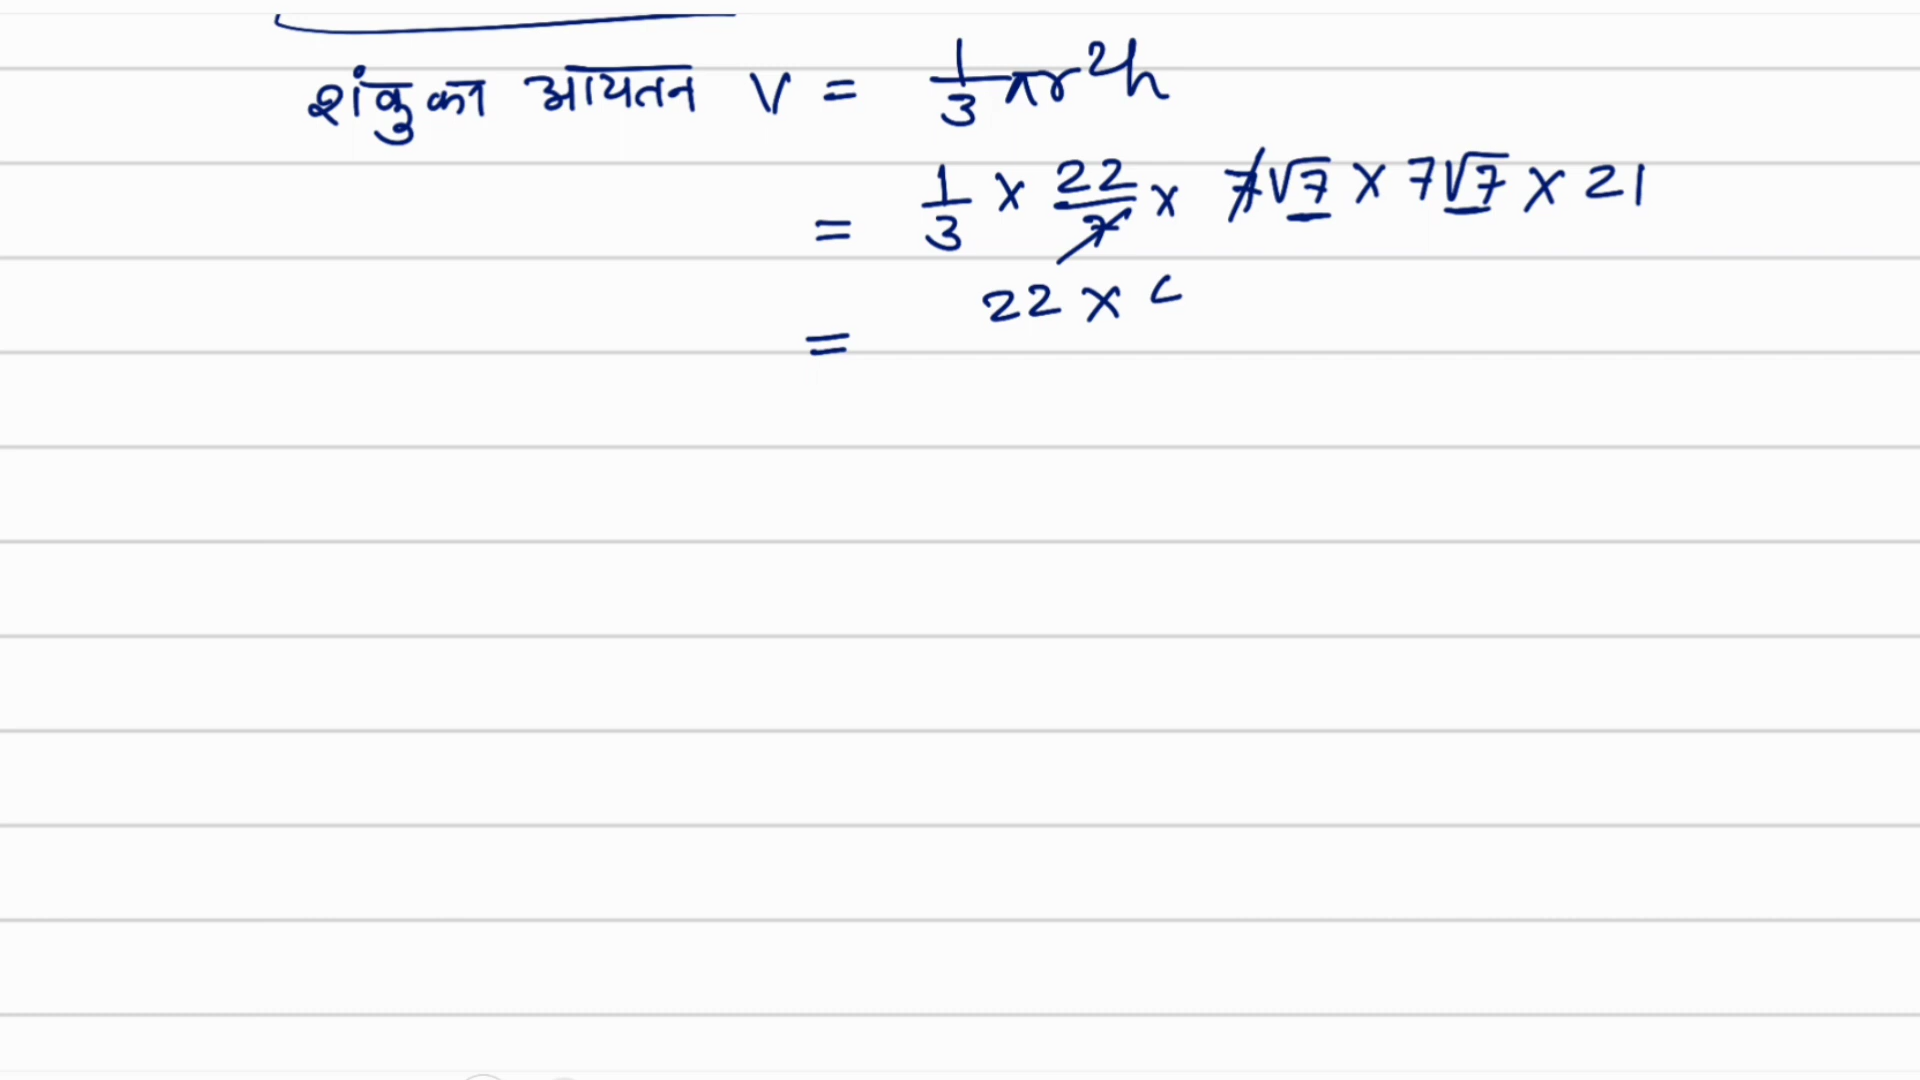 शंकु का आयतन V = 1/3 πr²h
= 1/3 × 22/7 × 7√7 × 7√7 × 21
= 22 ×